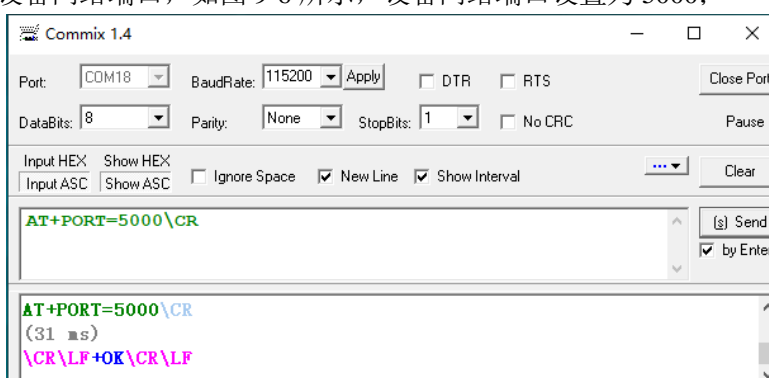 设备网络端口，如图 9-8 所示，设备网络端口设置为 5000，
Commix 1.4
Port: COM18 BaudRate: 115200 Apply DTR RTS Close Port
DataBits: 8 Parity: None StopBits: 1 No CRC Pause
Input HEX Show HEX
Input ASC Show ASC Ignore Space New Line Show Interval ... Clear
AT+PORT=5000\CR
(s) Send
by Enter
AT+PORT=5000\CR
(31 ms)
\CR\LF+OK\CR\LF